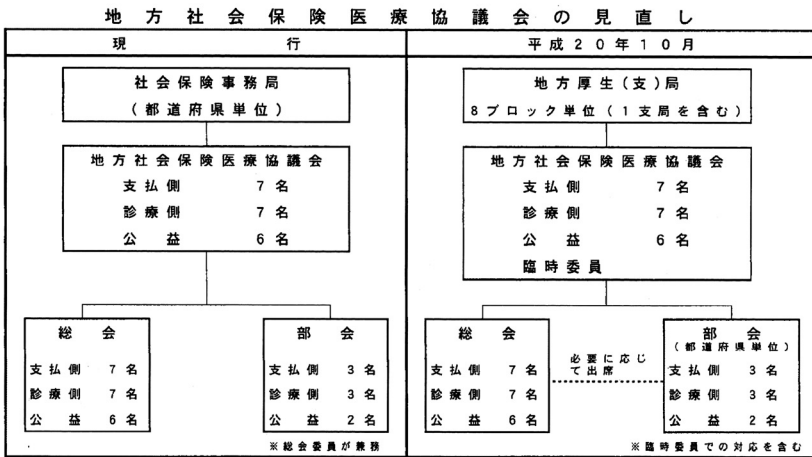 地方社会保険医療協議会の見直し
現行
社会保険事務局
(都道府県単位)
地方社会保険医療協議会
支払側 7名
診療側 7名
公益 6名
総会
支払側 7名
診療側 7名
公益 6名
部会
支払側 3名
診療側 3名
公益 2名
※総会委員が兼務
平成20年10月
地方厚生(支)局
8ブロック単位(1支局を含む)
地方社会保険医療協議会
支払側 7名
診療側 7名
公益 6名
臨時委員
総会
支払側 7名
診療側 7名
公益 6名
必要に応じ
て出席
部会
(都道府県単位)
支払側 3名
診療側 3名
公益 2名
※臨時委員での対応を含む